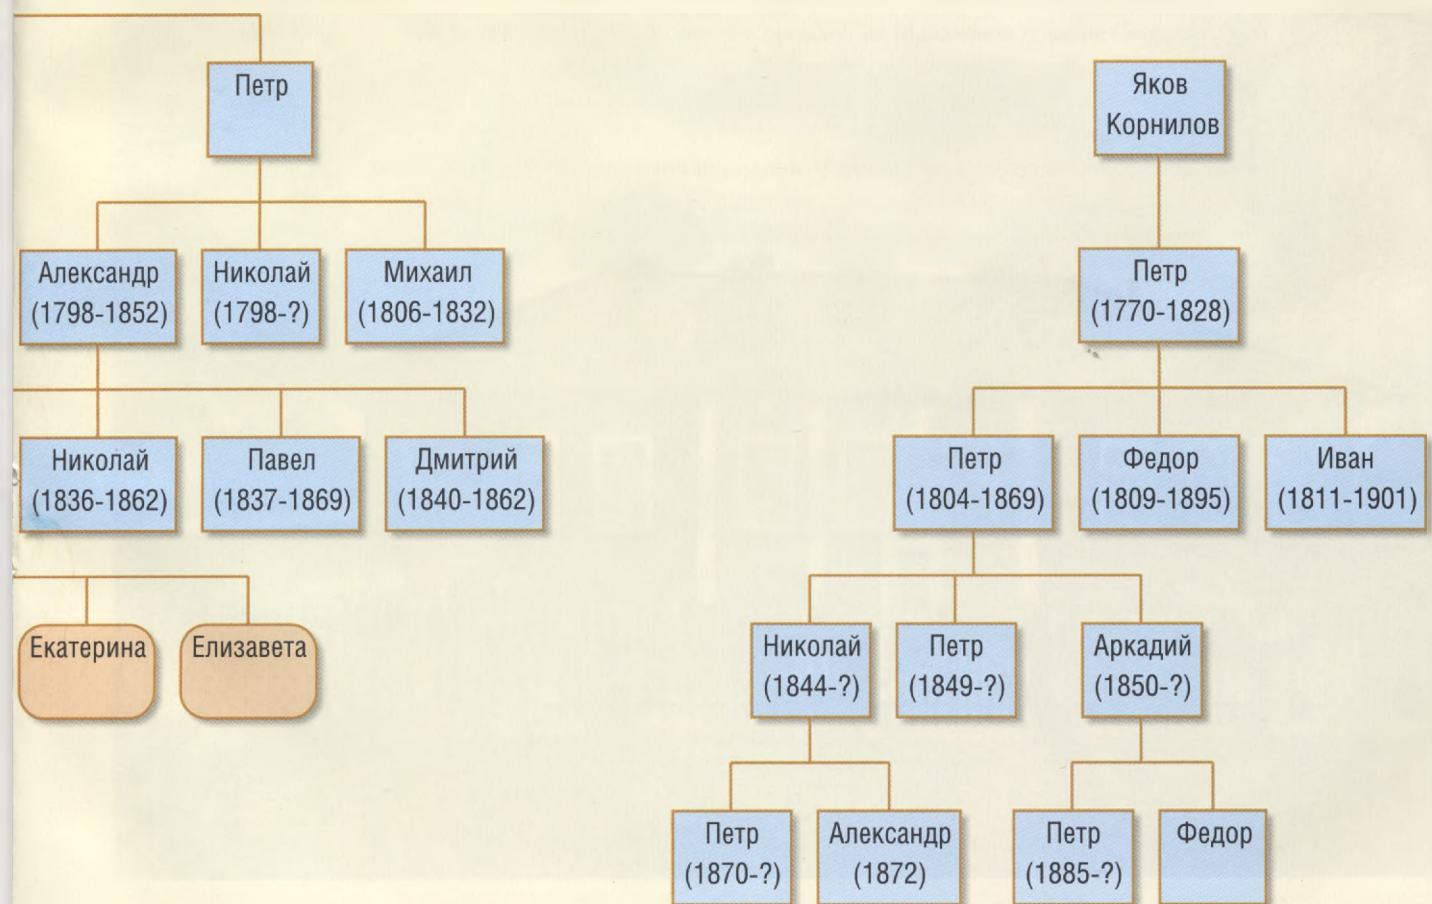 Петр
Яков
Корнилов
Александр
(1798-1852)
Николай
(1798-?)
Михаил
(1806-1832)
Петр
(1770-1828)
Николай
(1836-1862)
Павел
(1837-1869)
Дмитрий
(1840-1862)
Петр
(1804-1869)
Федор
(1809-1895)
Иван
(1811-1901)
Екатерина
Елизавета
Николай
(1844-?)
Петр
(1849-?)
Аркадий
(1850-?)
Петр
(1870-?)
Александр
(1872)
Петр
(1885-?)
Федор